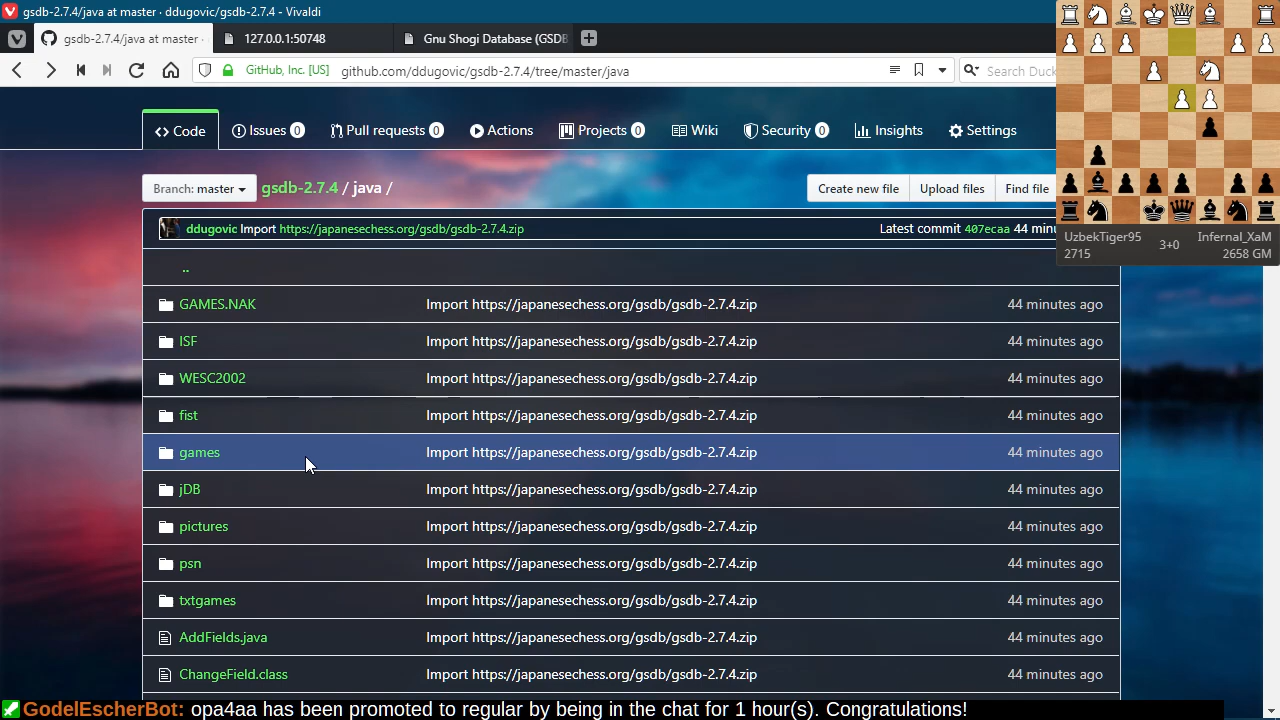 gsdb-2.7.4/java at master · ddugovic/gsdb-2.7.4 - Vivaldi
gsdb-2.7.4/java at master ·
127.0.0.1:50748
Gnu Shogi Database (GSDB
GitHub, Inc. [US]
github.com/ddugovic/gsdb-2.7.4/tree/master/java
Search Duck
Code
Issues 0
Pull requests 0
Actions
Projects 0
Wiki
Security 0
Insights
Settings
Branch: master
gsdb-2.7.4 / java /
Create new file
Upload files
Find file
ddugovic Import https://japanesechess.org/gsdb/gsdb-2.7.4.zip
Latest commit 407ecaa 44 minu
..
GAMES.NAK Import https://japanesechess.org/gsdb/gsdb-2.7.4.zip 44 minutes ago
ISF Import https://japanesechess.org/gsdb/gsdb-2.7.4.zip 44 minutes ago
WESC2002 Import https://japanesechess.org/gsdb/gsdb-2.7.4.zip 44 minutes ago
fist Import https://japanesechess.org/gsdb/gsdb-2.7.4.zip 44 minutes ago
games Import https://japanesechess.org/gsdb/gsdb-2.7.4.zip 44 minutes ago
jDB Import https://japanesechess.org/gsdb/gsdb-2.7.4.zip 44 minutes ago
pictures Import https://japanesechess.org/gsdb/gsdb-2.7.4.zip 44 minutes ago
psn Import https://japanesechess.org/gsdb/gsdb-2.7.4.zip 44 minutes ago
txtgames Import https://japanesechess.org/gsdb/gsdb-2.7.4.zip 44 minutes ago
AddFields.java Import https://japanesechess.org/gsdb/gsdb-2.7.4.zip 44 minutes ago
ChangeField.class Import https://japanesechess.org/gsdb/gsdb-2.7.4.zip 44 minutes ago
UzbekTiger95
2715
3+0
Infernal_XaM
2658 GM
GodelEscherBot: opa4aa has been promoted to regular by being in the chat for 1 hour(s). Congratulations!